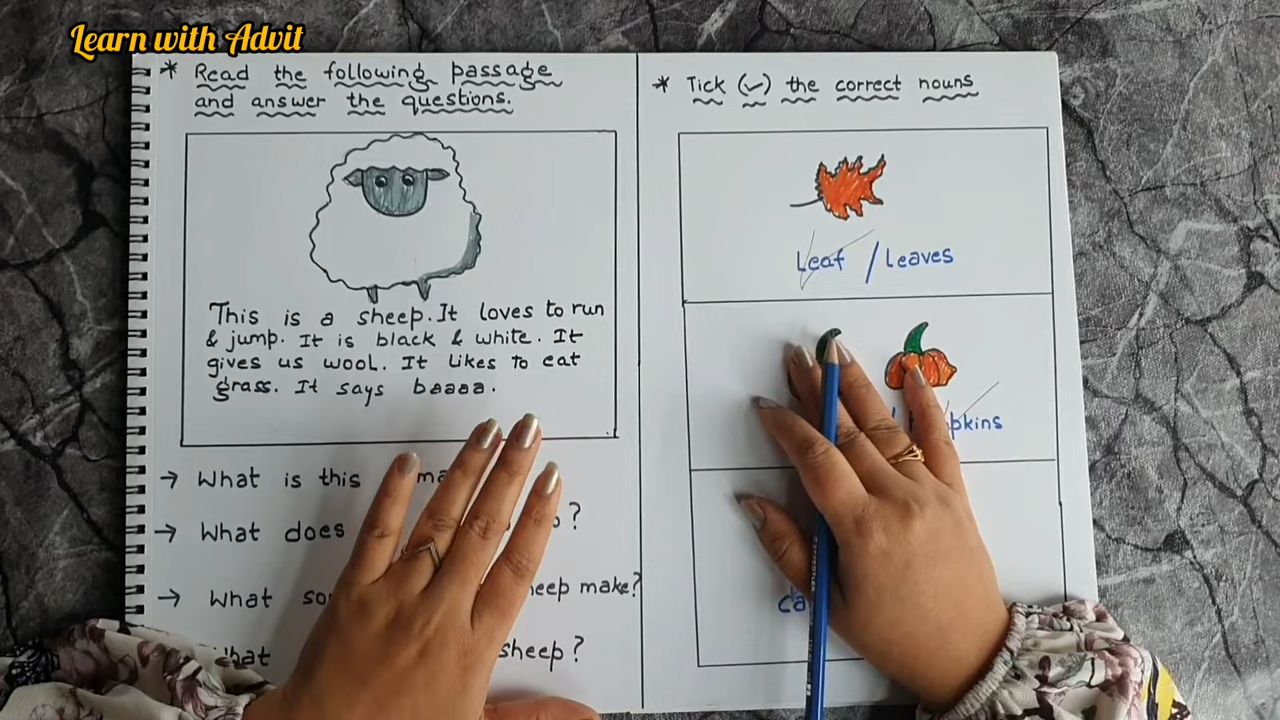 Learn with Advit
* Read the following passage
and answer the questions.
This is a sheep. It loves to run
& jump. It is black & white. It
gives us wool. It likes to eat
grass. It says baaaa.
→ What is this
→ What does ?
→ What make?
sheep?
* Tick (✓) the correct nouns
Leaf / Leaves